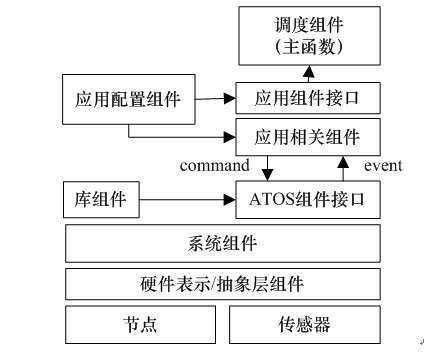 调度组件
（主函数）
应用配置组件
应用组件接口
应用相关组件
command
event
库组件
ATOS组件接口
系统组件
硬件表示/抽象层组件
节点
传感器